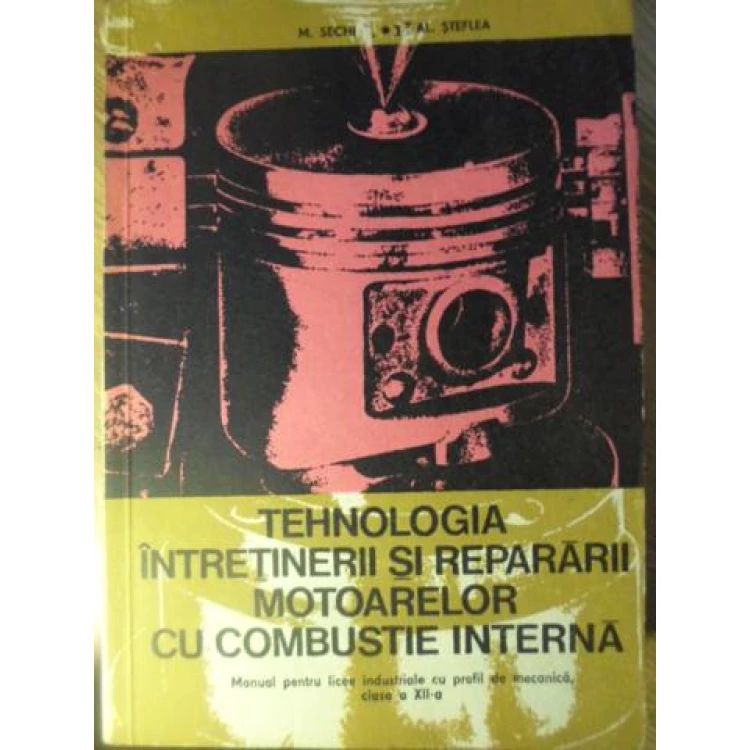 M. • AL. ȘTEFLEA
TEHNOLOGIA
ÎNTREȚINERII ȘI REPARĂRII
MOTOARELOR
CU COMBUSTIE INTERNĂ
Manual pentru licee industriale cu profil de mecanică,
clasa a XII-a